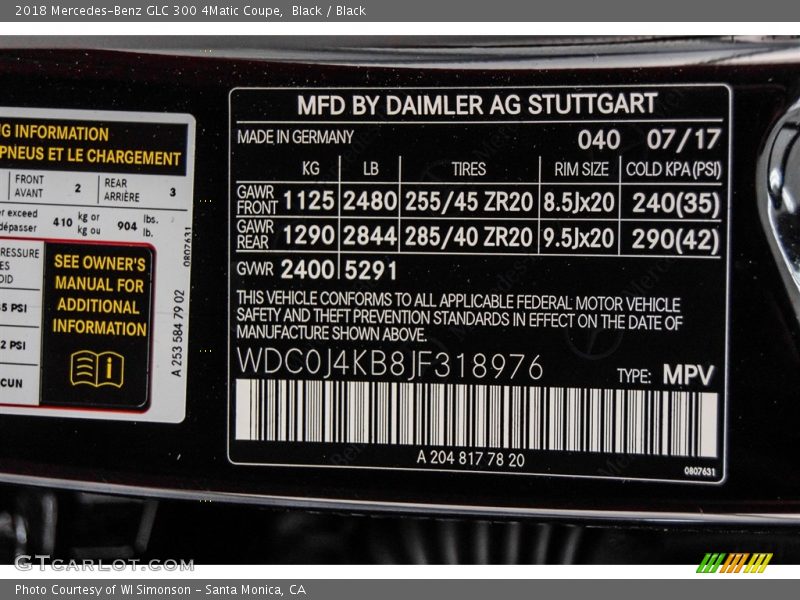 2018 Mercedes-Benz GLC 300 4Matic Coupe, Black / Black
G INFORMATION
PNEUS ET LE CHARGEMENT
FRONT AVANT 2 REAR ARRIÈRE 3
er exceed
dépasser 410 kg or kg ou 904 lbs. lb.
0807631
RESSURE
ES
OID
5 PSI
2 PSI
CUN
SEE OWNER'S
MANUAL FOR
ADDITIONAL
INFORMATION
A 253 584 79 02
MFD BY DAIMLER AG STUTTGART
MADE IN GERMANY 040 07/17
KG LB TIRES RIM SIZE COLD KPA(PSI)
GAWR FRONT 1125 2480 255/45 ZR20 8.5Jx20 240(35)
GAWR REAR 1290 2844 285/40 ZR20 9.5Jx20 290(42)
GVWR 2400 5291
THIS VEHICLE CONFORMS TO ALL APPLICABLE FEDERAL MOTOR VEHICLE
SAFETY AND THEFT PREVENTION STANDARDS IN EFFECT ON THE DATE OF
MANUFACTURE SHOWN ABOVE.
WDC0J4KB8JF318976 TYPE: MPV
A 204 817 78 20
0807631
GTCARLOT.COM
Photo Courtesy of WI Simonson - Santa Monica, CA